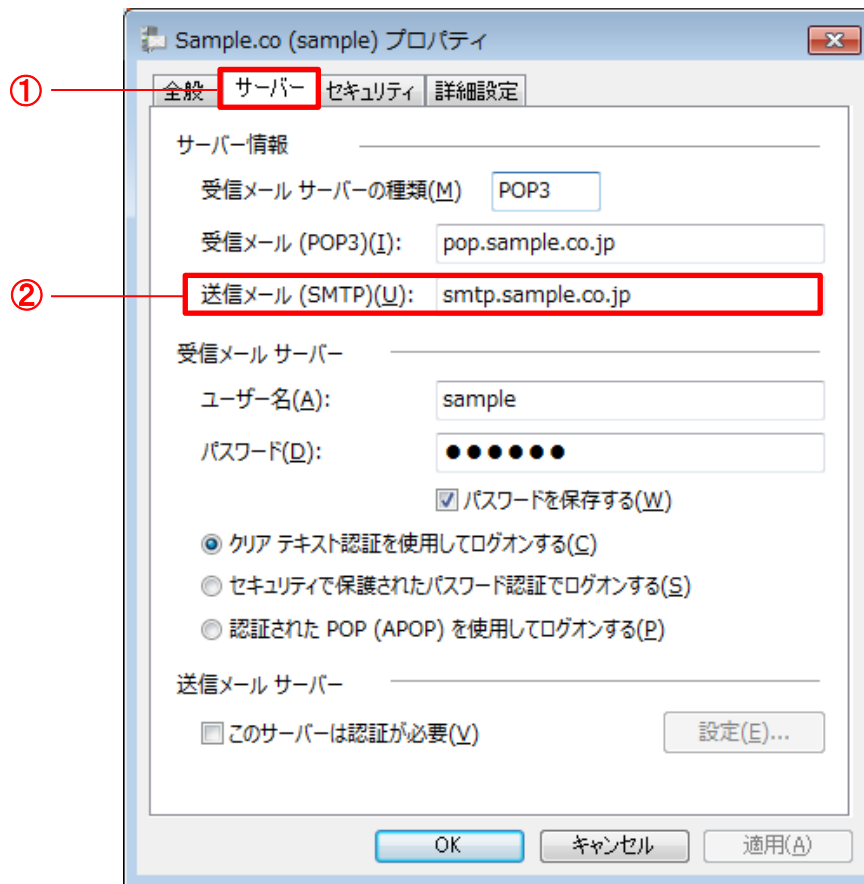 Sample.co (sample) プロパティ
① 全般 サーバー セキュリティ 詳細設定
サーバー情報
受信メール サーバーの種類(M) POP3
受信メール (POP3)(I): pop.sample.co.jp
② 送信メール (SMTP)(U): smtp.sample.co.jp
受信メール サーバー
ユーザー名(A): sample
パスワード(D): ●●●●●●
パスワードを保存する(W)
クリア テキスト認証を使用してログオンする(C)
セキュリティで保護されたパスワード認証でログオンする(S)
認証された POP (APOP) を使用してログオンする(P)
送信メール サーバー
このサーバーは認証が必要(V) 設定(E)...
OK キャンセル 適用(A)